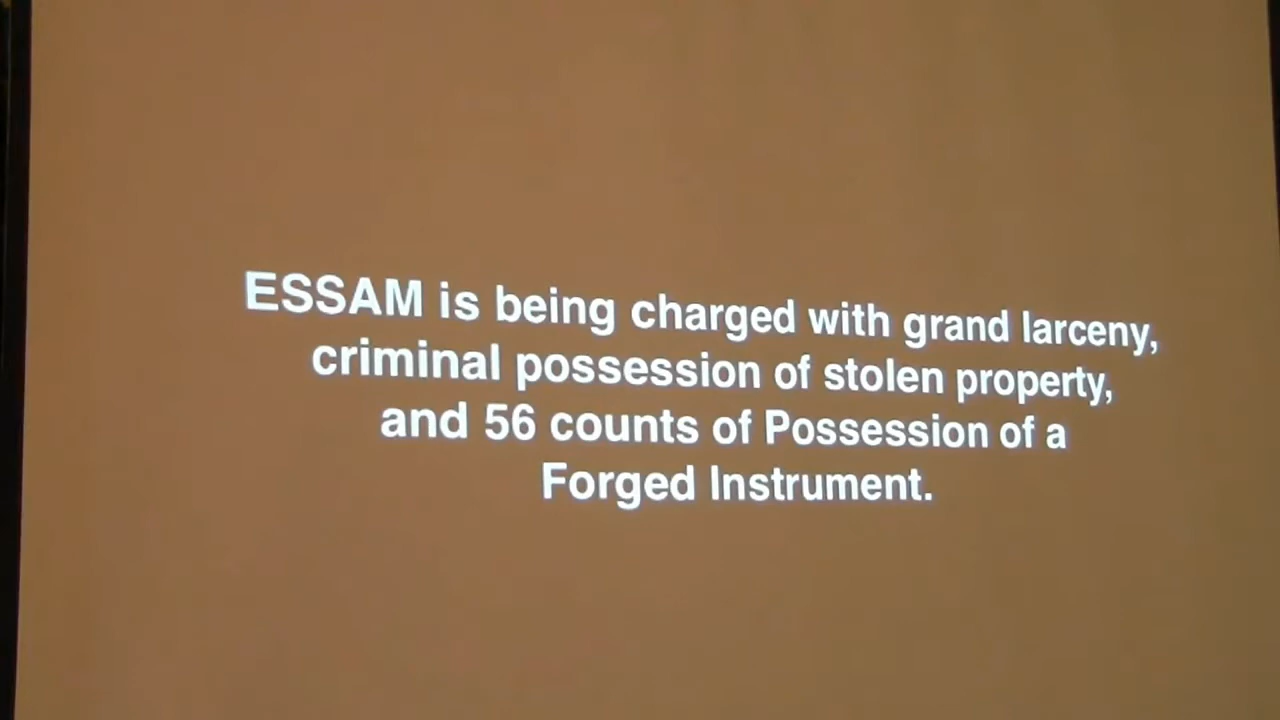 ESSAM is being charged with grand larceny,
criminal possession of stolen property,
and 56 counts of Possession of a
Forged Instrument.